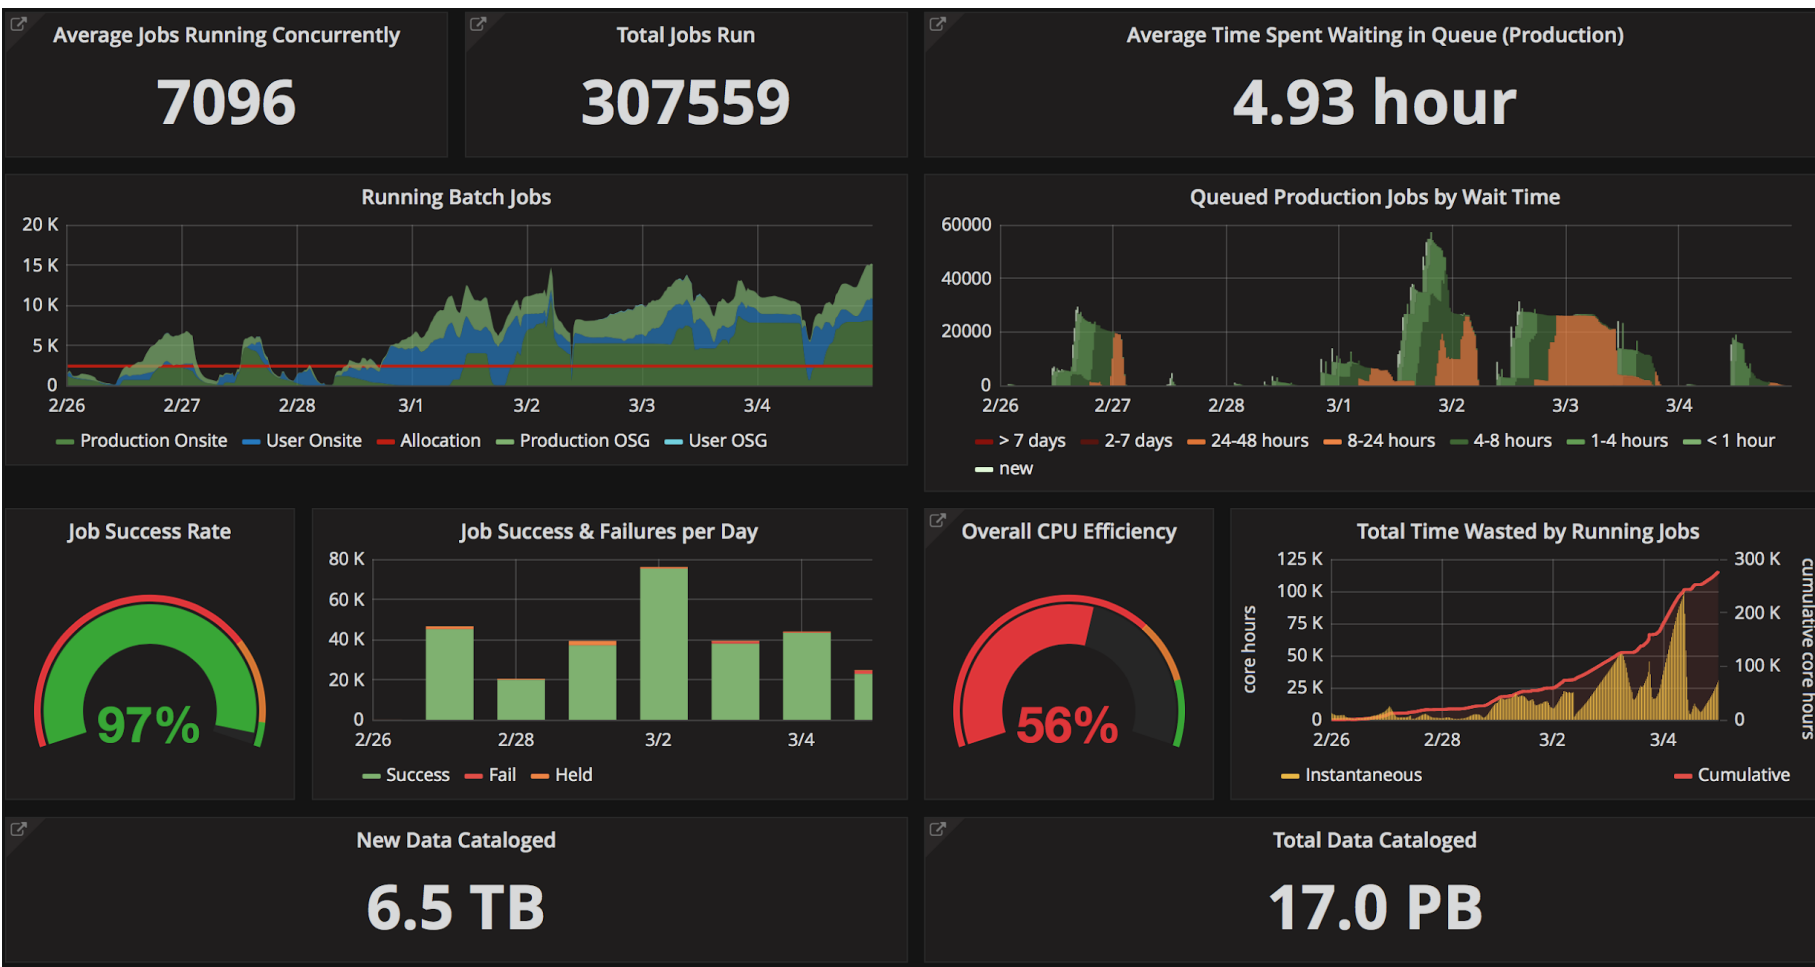 Average Jobs Running Concurrently
7096
Total Jobs Run
307559
Average Time Spent Waiting in Queue (Production)
4.93 hour
Running Batch Jobs
20 K
15 K
10 K
5 K
0
2/26 2/27 2/28 3/1 3/2 3/3 3/4
Production Onsite User Onsite Allocation Production OSG User OSG
Queued Production Jobs by Wait Time
60000
40000
20000
0
2/26 2/27 2/28 3/1 3/2 3/3 3/4
> 7 days 2-7 days 24-48 hours 8-24 hours 4-8 hours 1-4 hours < 1 hour
new
Job Success Rate
97%
Job Success & Failures per Day
80 K
60 K
40 K
20 K
0
2/26 2/28 3/2 3/4
Success Fail Held
Overall CPU Efficiency
56%
Total Time Wasted by Running Jobs
core hours
125 K
100 K
75 K
50 K
25 K
0
300 K
200 K
100 K
0
cumulative core hours
2/26 2/28 3/2 3/4
Instantaneous Cumulative
New Data Cataloged
6.5 TB
Total Data Cataloged
17.0 PB